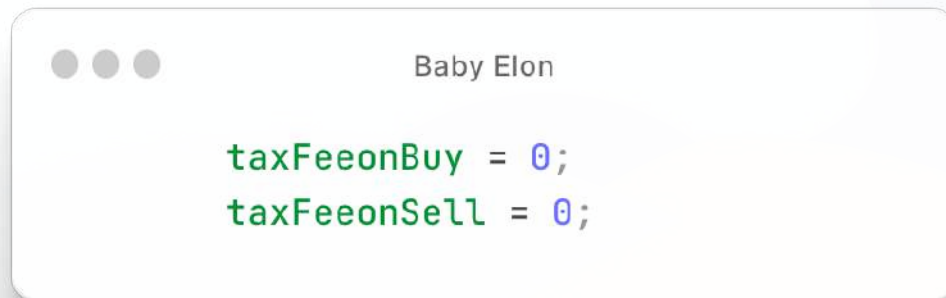 Baby Elon
taxFeeonBuy = 0;
taxFeeonSell = 0;